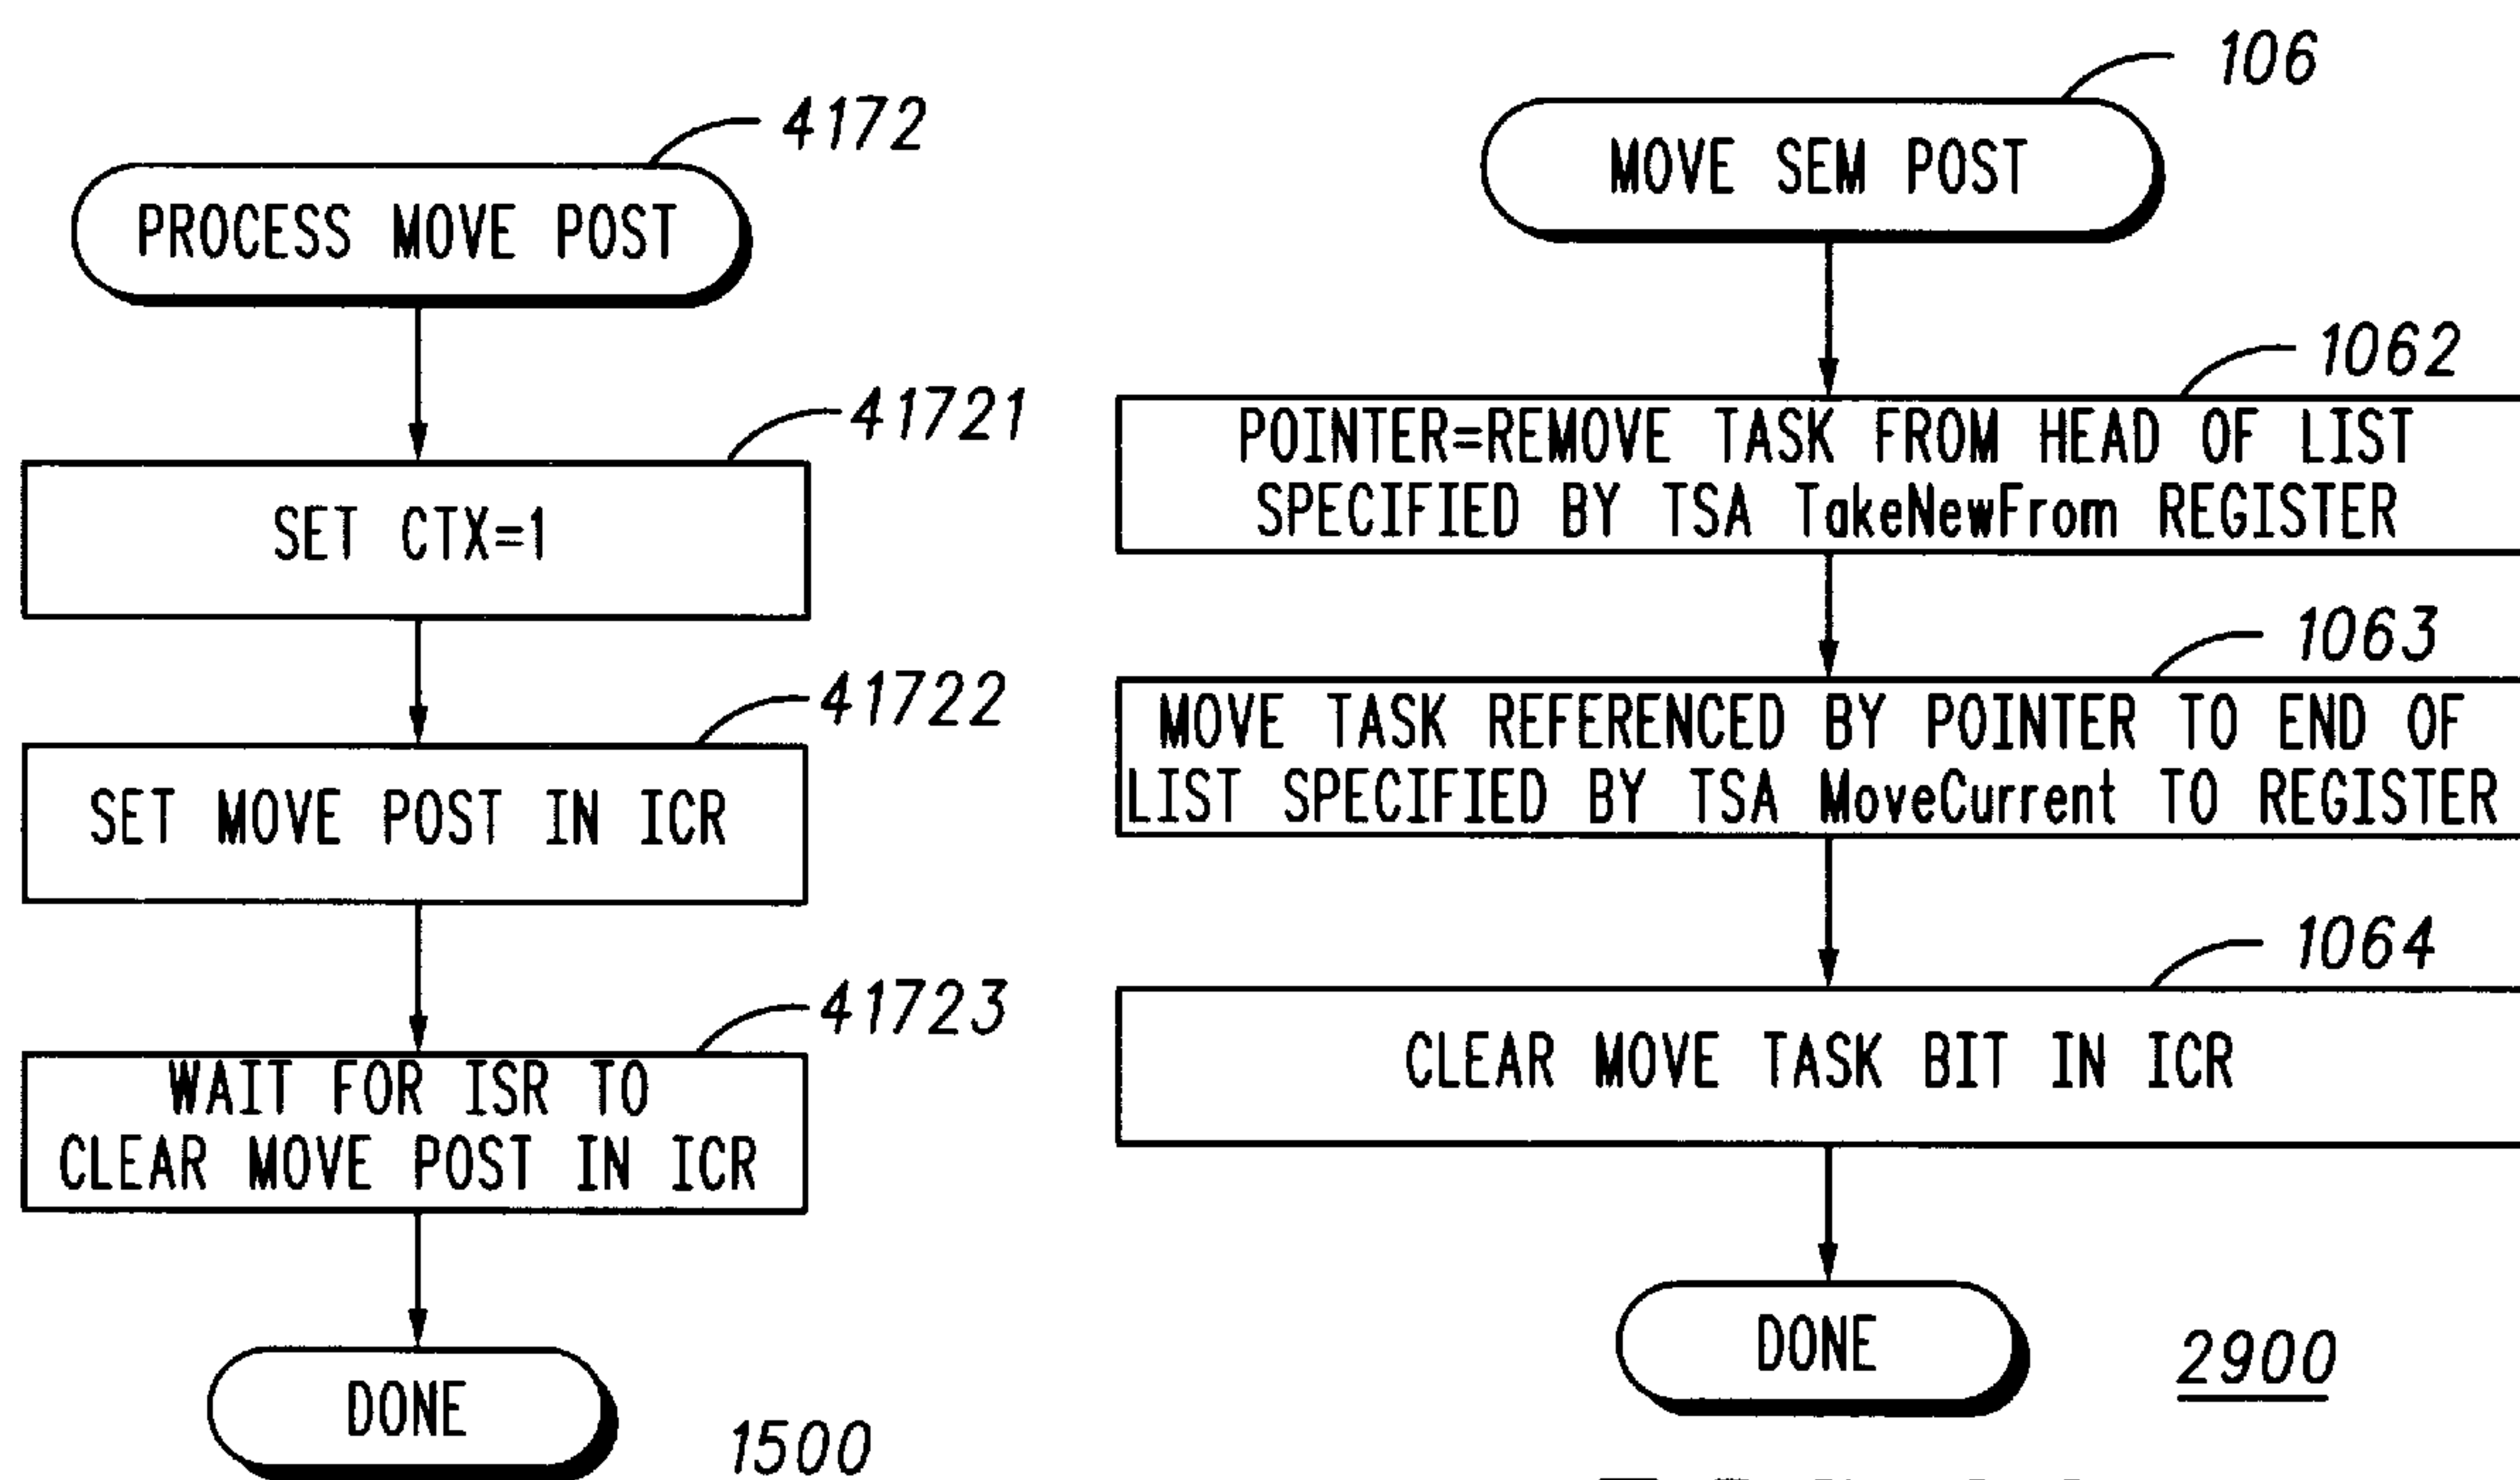 4172
PROCESS MOVE POST
41721
SET CTX=1
41722
SET MOVE POST IN ICR
41723
WAIT FOR ISR TO
CLEAR MOVE POST IN ICR
DONE
1500
106
MOVE SEM POST
1062
POINTER=REMOVE TASK FROM HEAD OF LIST
SPECIFIED BY TSA TakeNewFrom REGISTER
1063
MOVE TASK REFERENCED BY POINTER TO END OF
LIST SPECIFIED BY TSA MoveCurrent TO REGISTER
1064
CLEAR MOVE TASK BIT IN ICR
DONE
2900